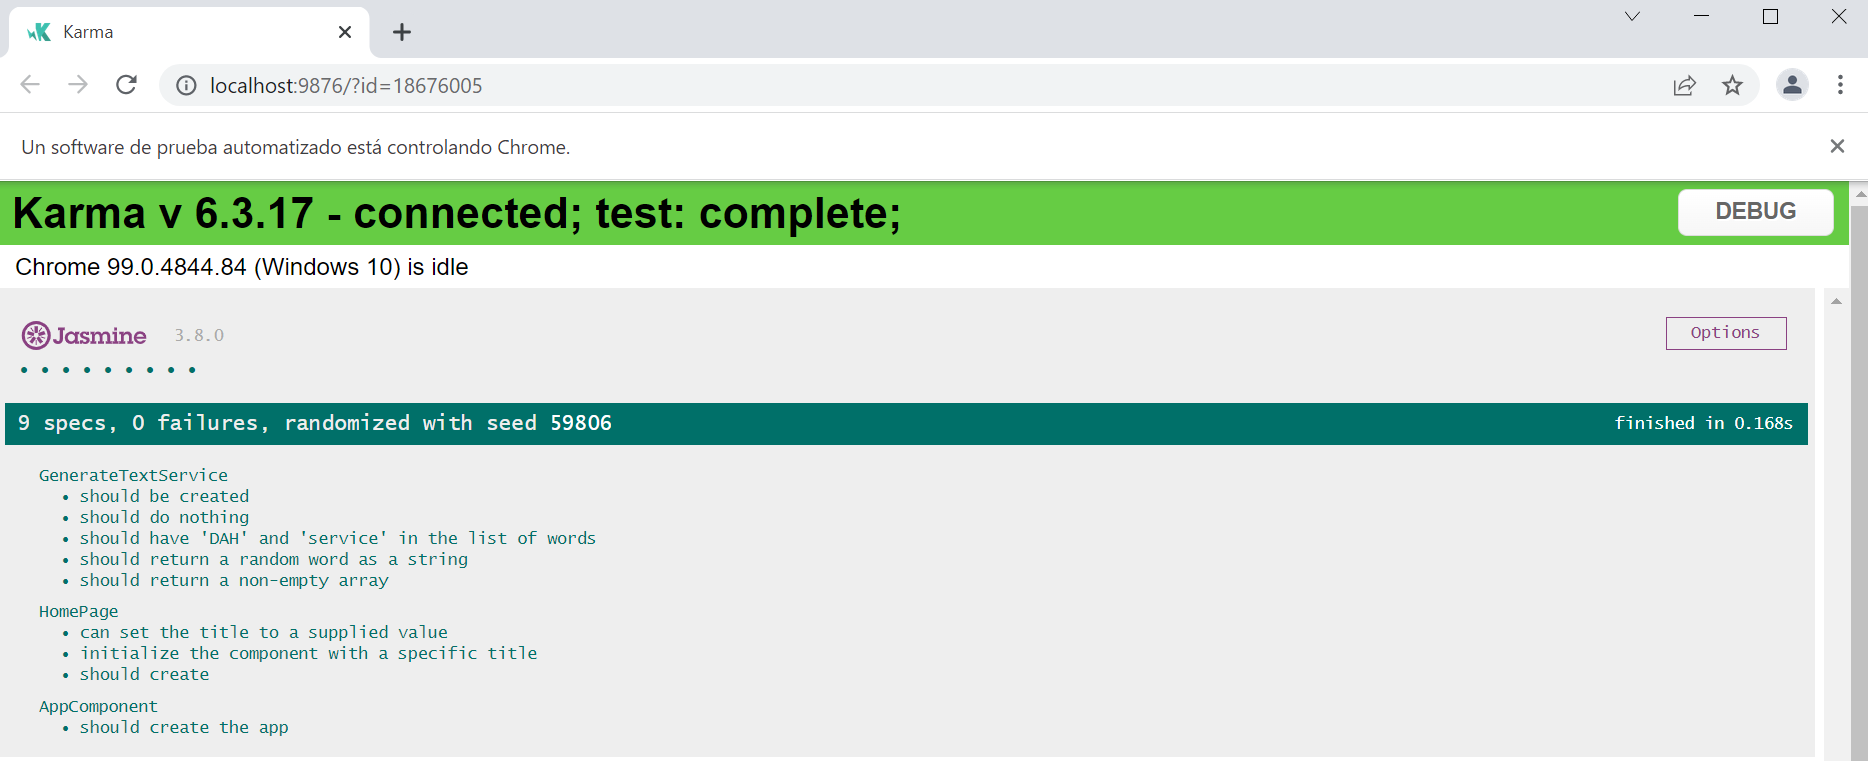 Karma
localhost:9876/?id=18676005
Un software de prueba automatizado está controlando Chrome.
Karma v 6.3.17 - connected; test: complete;
DEBUG
Chrome 99.0.4844.84 (Windows 10) is idle
Jasmine 3.8.0
Options
• • • • • • • • •
9 specs, 0 failures, randomized with seed 59806
finished in 0.168s
GenerateTextService
• should be created
• should do nothing
• should have 'DAH' and 'service' in the list of words
• should return a random word as a string
• should return a non-empty array
HomePage
• can set the title to a supplied value
• initialize the component with a specific title
• should create
AppComponent
• should create the app